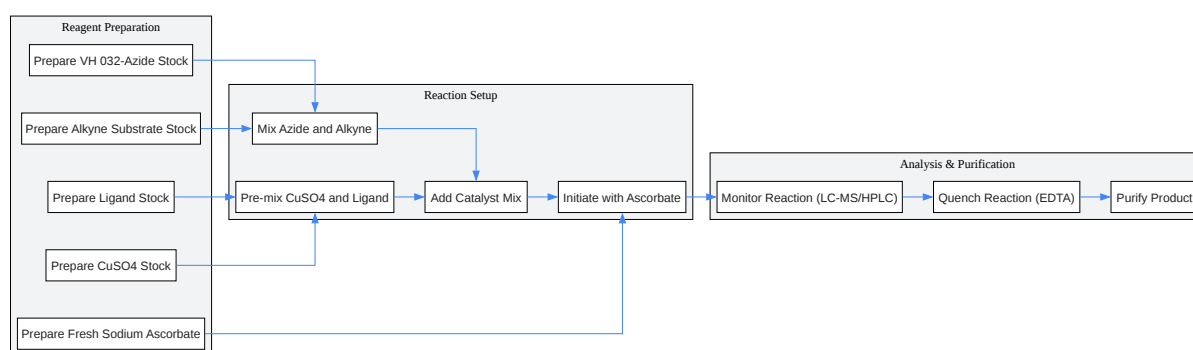 Reagent Preparation
Prepare VH 032-Azide Stock
Prepare Alkyne Substrate Stock
Prepare Ligand Stock
Prepare CuSO4 Stock
Prepare Fresh Sodium Ascorbate
Reaction Setup
Mix Azide and Alkyne
Pre-mix CuSO4 and Ligand
Add Catalyst Mix
Initiate with Ascorbate
Analysis & Purification
Monitor Reaction (LC-MS/HPLC)
Quench Reaction (EDTA)
Purify Product